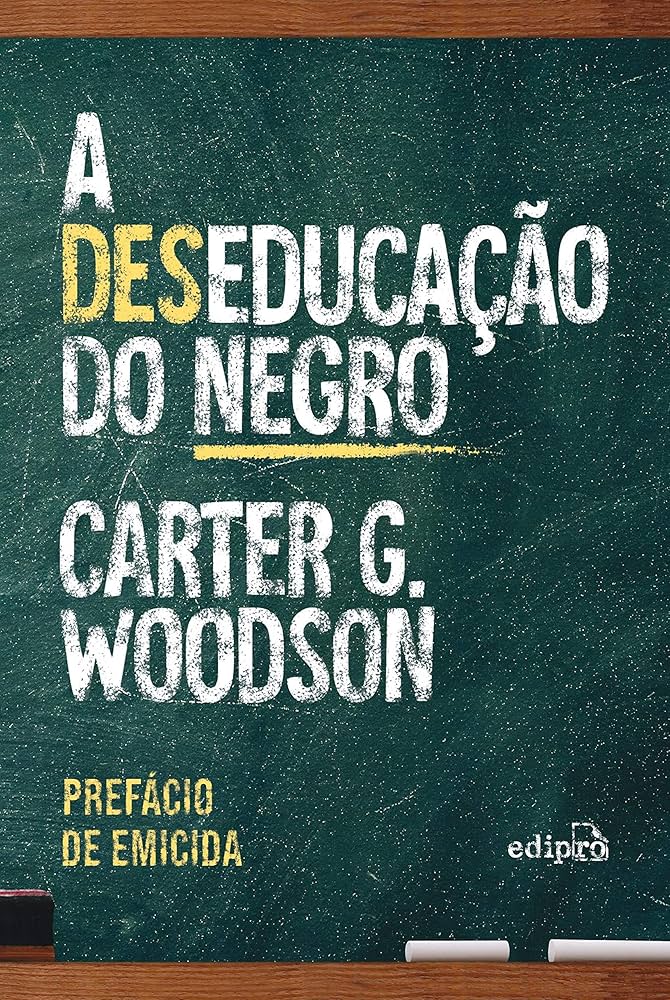 A
DESEDUCAÇÃO
DO NEGRO
CARTER G.
WOODSON
PREFÁCIO
DE EMICIDA
edipro